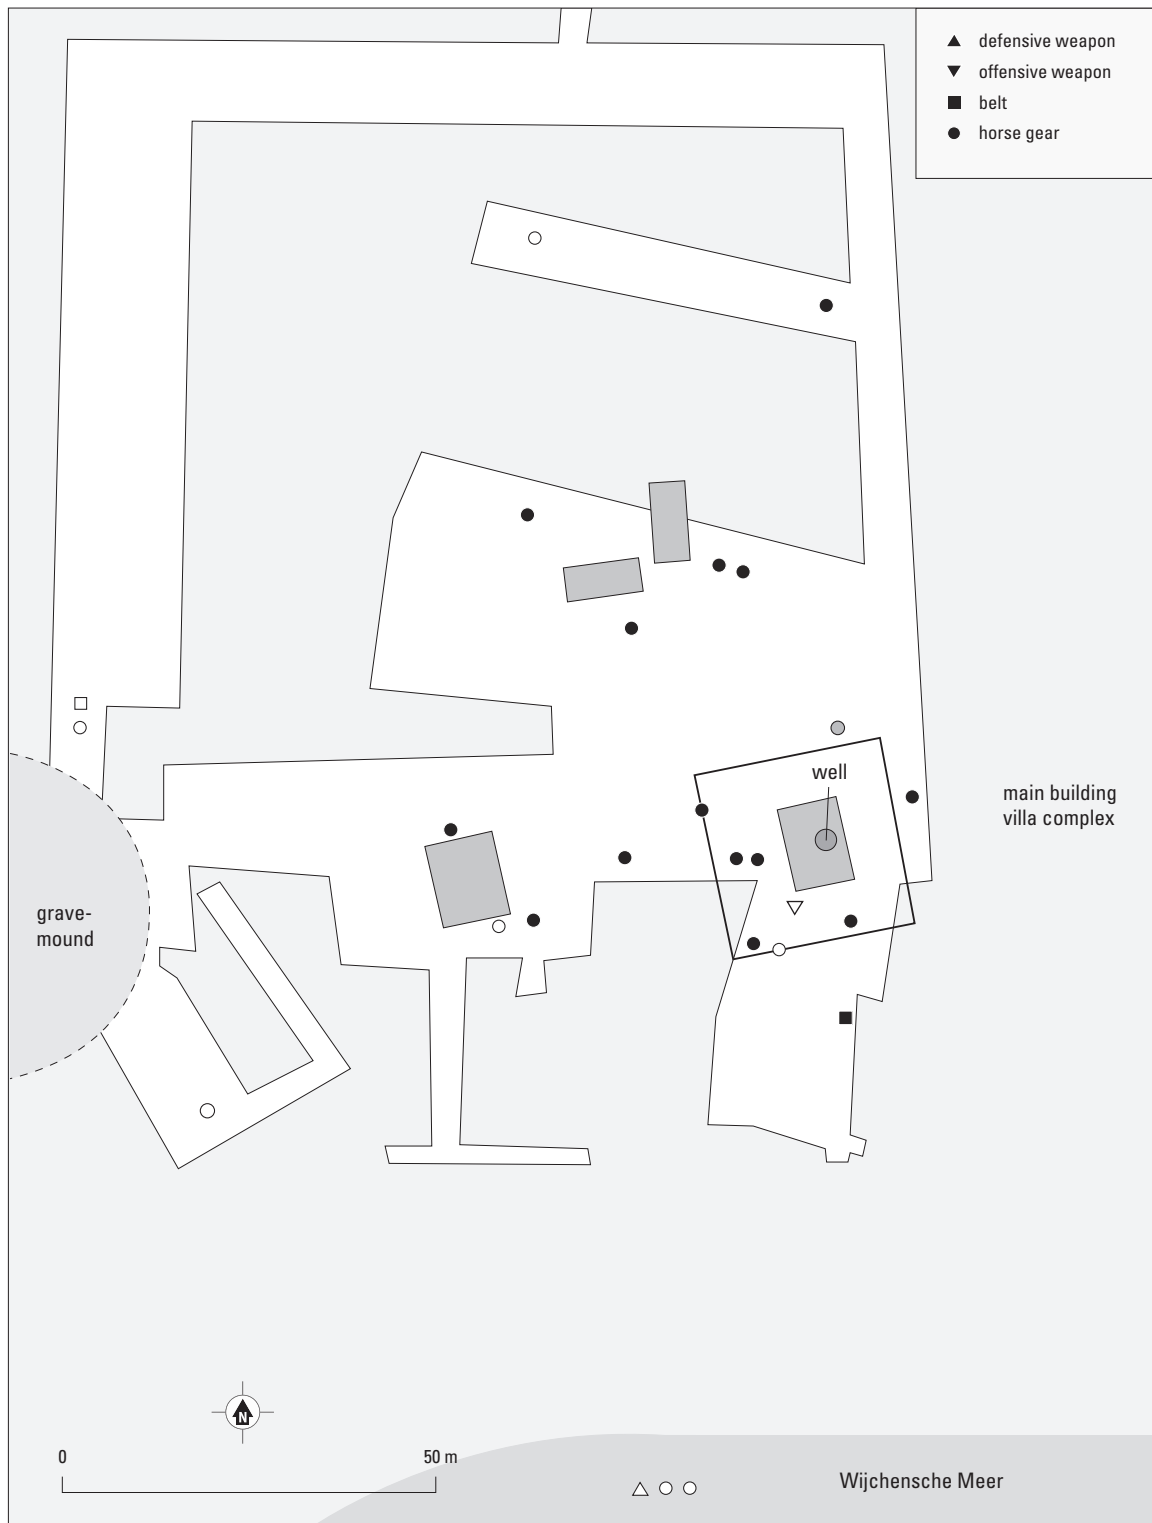 defensive weapon
offensive weapon
belt
horse gear
well
main building
villa complex
grave-
mound
N
0 50 m
Wijchensche Meer